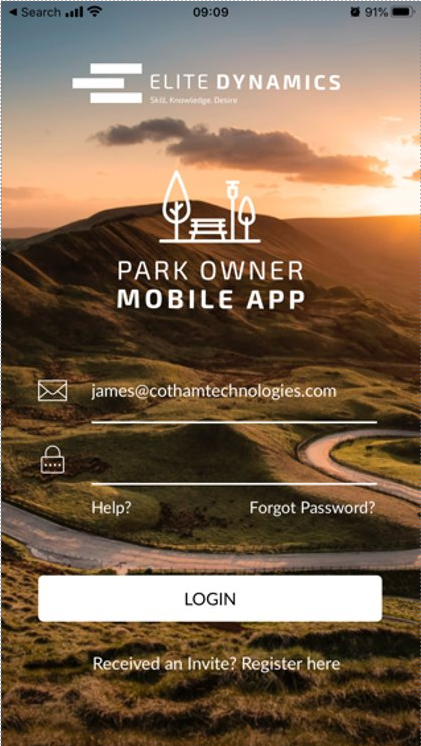 ◀ Search 09:09 91%
ELITE DYNAMICS
Skill, Knowledge, Desire
PARK OWNER
MOBILE APP
james@cothamtechnologies.com
Help? Forgot Password?
LOGIN
Received an Invite? Register here